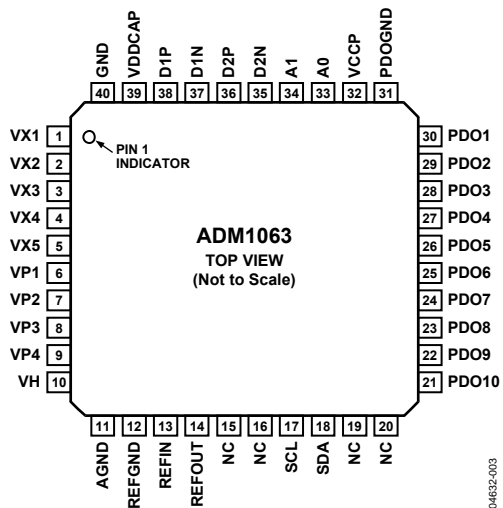 GND
VDDCAP
D1P
D1N
D2P
D2N
A1
A0
VCCP
PDOGND
40
39
38
37
36
35
34
33
32
31
VX1 1
VX2 2
VX3 3
VX4 4
VX5 5
VP1 6
VP2 7
VP3 8
VP4 9
VH 10
PIN 1
INDICATOR
ADM1063
TOP VIEW
(Not to Scale)
30 PDO1
29 PDO2
28 PDO3
27 PDO4
26 PDO5
25 PDO6
24 PDO7
23 PDO8
22 PDO9
21 PDO10
11
12
13
14
15
16
17
18
19
20
AGND
REFGND
REFIN
REFOUT
NC
NC
SCL
SDA
NC
NC
04632-003